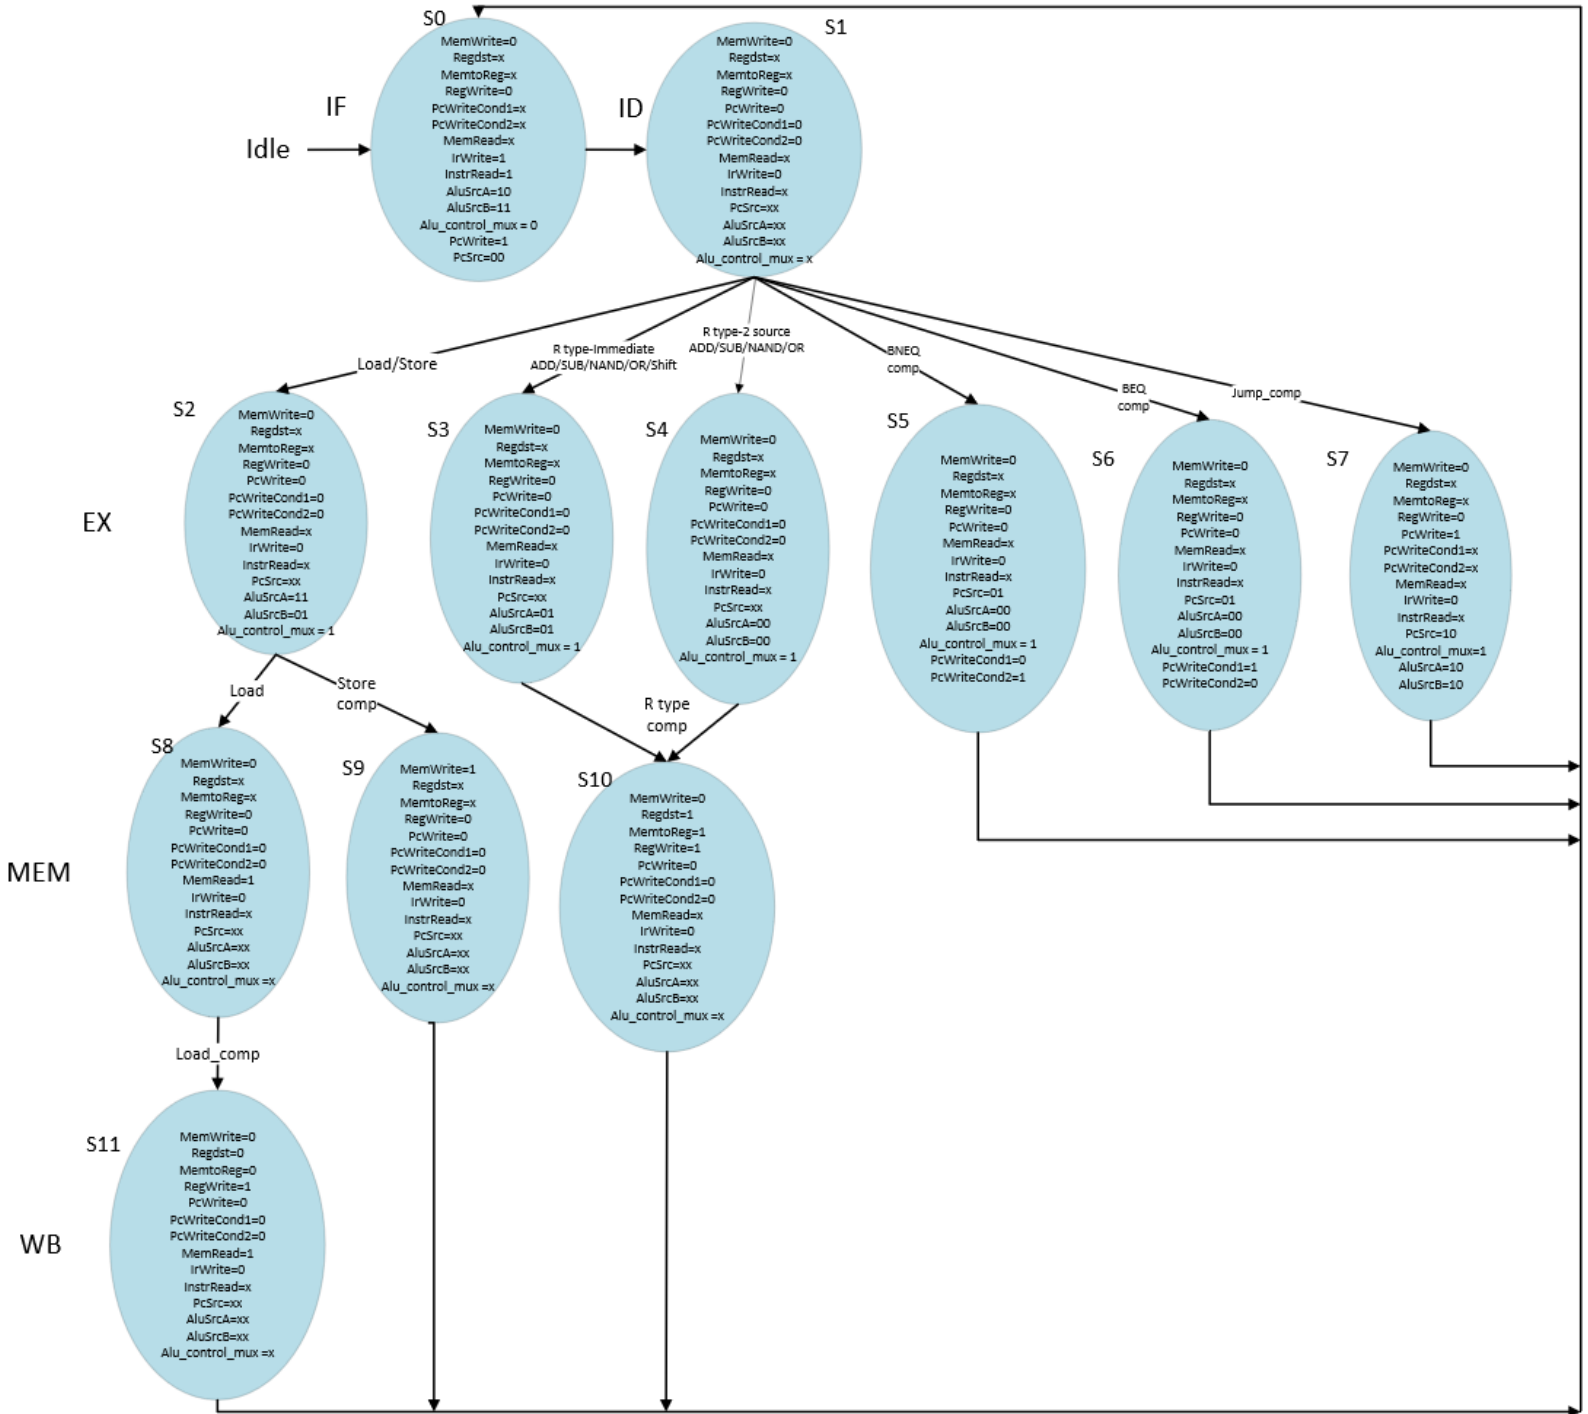 S0
MemWrite=0
Regdst=x
MemtoReg=x
RegWrite=0
PcWriteCond1=x
PcWriteCond2=x
MemRead=x
IrWrite=1
InstrRead=1
AluSrcA=10
AluSrcB=11
Alu_control_mux = 0
PcWrite=1
PcSrc=00
IF
Idle
S1
MemWrite=0
Regdst=x
MemtoReg=x
RegWrite=0
PcWrite=0
PcWriteCond1=0
PcWriteCond2=0
MemRead=x
IrWrite=0
InstrRead=x
PcSrc=xx
AluSrcA=xx
AluSrcB=xx
Alu_control_mux = x
ID
Load/Store
R type-Immediate
ADD/SUB/NAND/OR/Shift
R type-2 source
ADD/SUB/NAND/OR
BNEQ
comp
BEQ
comp
Jump_comp
EX
S2
MemWrite=0
Regdst=x
MemtoReg=x
RegWrite=0
PcWrite=0
PcWriteCond1=0
PcWriteCond2=0
MemRead=x
IrWrite=0
InstrRead=x
PcSrc=xx
AluSrcA=11
AluSrcB=01
Alu_control_mux = 1
S3
MemWrite=0
Regdst=x
MemtoReg=x
RegWrite=0
PcWrite=0
PcWriteCond1=0
PcWriteCond2=0
MemRead=x
IrWrite=0
InstrRead=x
PcSrc=xx
AluSrcA=01
AluSrcB=01
Alu_control_mux = 1
S4
MemWrite=0
Regdst=x
MemtoReg=x
RegWrite=0
PcWrite=0
PcWriteCond1=0
PcWriteCond2=0
MemRead=x
IrWrite=0
InstrRead=x
PcSrc=xx
AluSrcA=00
AluSrcB=00
Alu_control_mux = 1
S5
MemWrite=0
Regdst=x
MemtoReg=x
RegWrite=0
PcWrite=0
MemRead=x
IrWrite=0
InstrRead=x
PcSrc=01
AluSrcA=00
AluSrcB=00
Alu_control_mux = 1
PcWriteCond1=0
PcWriteCond2=1
S6
MemWrite=0
Regdst=x
MemtoReg=x
RegWrite=0
PcWrite=0
MemRead=x
IrWrite=0
InstrRead=x
PcSrc=01
AluSrcA=00
AluSrcB=00
Alu_control_mux = 1
PcWriteCond1=1
PcWriteCond2=0
S7
MemWrite=0
Regdst=x
MemtoReg=x
RegWrite=0
PcWrite=1
PcWriteCond1=x
PcWriteCond2=x
MemRead=x
IrWrite=0
InstrRead=x
PcSrc=10
Alu_control_mux=1
AluSrcA=10
AluSrcB=10
Load
Store
comp
R type
comp
MEM
S8
MemWrite=0
Regdst=x
MemtoReg=x
RegWrite=0
PcWrite=0
PcWriteCond1=0
PcWriteCond2=0
MemRead=1
IrWrite=0
InstrRead=x
PcSrc=xx
AluSrcA=xx
AluSrcB=xx
Alu_control_mux =x
S9
MemWrite=1
Regdst=x
MemtoReg=x
RegWrite=0
PcWrite=0
PcWriteCond1=0
PcWriteCond2=0
MemRead=x
IrWrite=0
InstrRead=x
PcSrc=xx
AluSrcA=xx
AluSrcB=xx
Alu_control_mux =x
S10
MemWrite=0
Regdst=1
MemtoReg=1
RegWrite=1
PcWrite=0
PcWriteCond1=0
PcWriteCond2=0
MemRead=x
IrWrite=0
InstrRead=x
PcSrc=xx
AluSrcA=xx
AluSrcB=xx
Alu_control_mux =x
Load_comp
WB
S11
MemWrite=0
Regdst=0
MemtoReg=0
RegWrite=1
PcWrite=0
PcWriteCond1=0
PcWriteCond2=0
MemRead=1
IrWrite=0
InstrRead=x
PcSrc=xx
AluSrcA=xx
AluSrcB=xx
Alu_control_mux =x